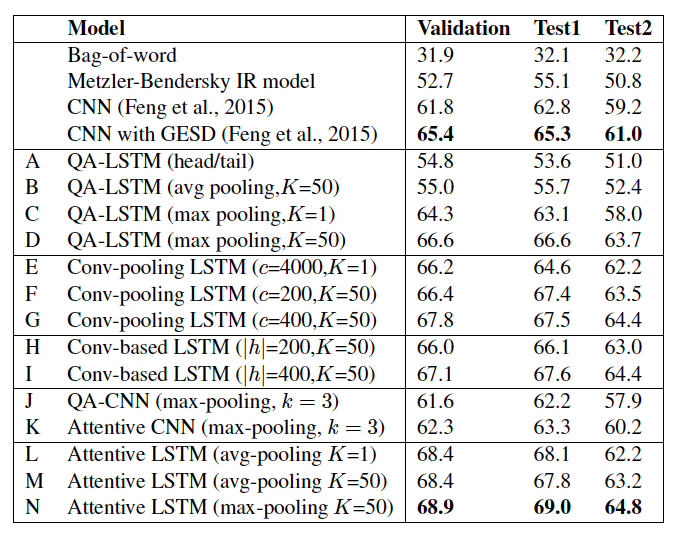 Model Validation Test1 Test2
Bag-of-word 31.9 32.1 32.2
Metzler-Bendersky IR model 52.7 55.1 50.8
CNN (Feng et al., 2015) 61.8 62.8 59.2
CNN with GESD (Feng et al., 2015) 65.4 65.3 61.0
A QA-LSTM (head/tail) 54.8 53.6 51.0
B QA-LSTM (avg pooling,K=50) 55.0 55.7 52.4
C QA-LSTM (max pooling,K=1) 64.3 63.1 58.0
D QA-LSTM (max pooling,K=50) 66.6 66.6 63.7
E Conv-pooling LSTM (c=4000,K=1) 66.2 64.6 62.2
F Conv-pooling LSTM (c=200,K=50) 66.4 67.4 63.5
G Conv-pooling LSTM (c=400,K=50) 67.8 67.5 64.4
H Conv-based LSTM (|h|=200,K=50) 66.0 66.1 63.0
I Conv-based LSTM (|h|=400,K=50) 67.1 67.6 64.4
J QA-CNN (max-pooling, k = 3) 61.6 62.2 57.9
K Attentive CNN (max-pooling, k = 3) 62.3 63.3 60.2
L Attentive LSTM (avg-pooling K=1) 68.4 68.1 62.2
M Attentive LSTM (avg-pooling K=50) 68.4 67.8 63.2
N Attentive LSTM (max-pooling K=50) 68.9 69.0 64.8